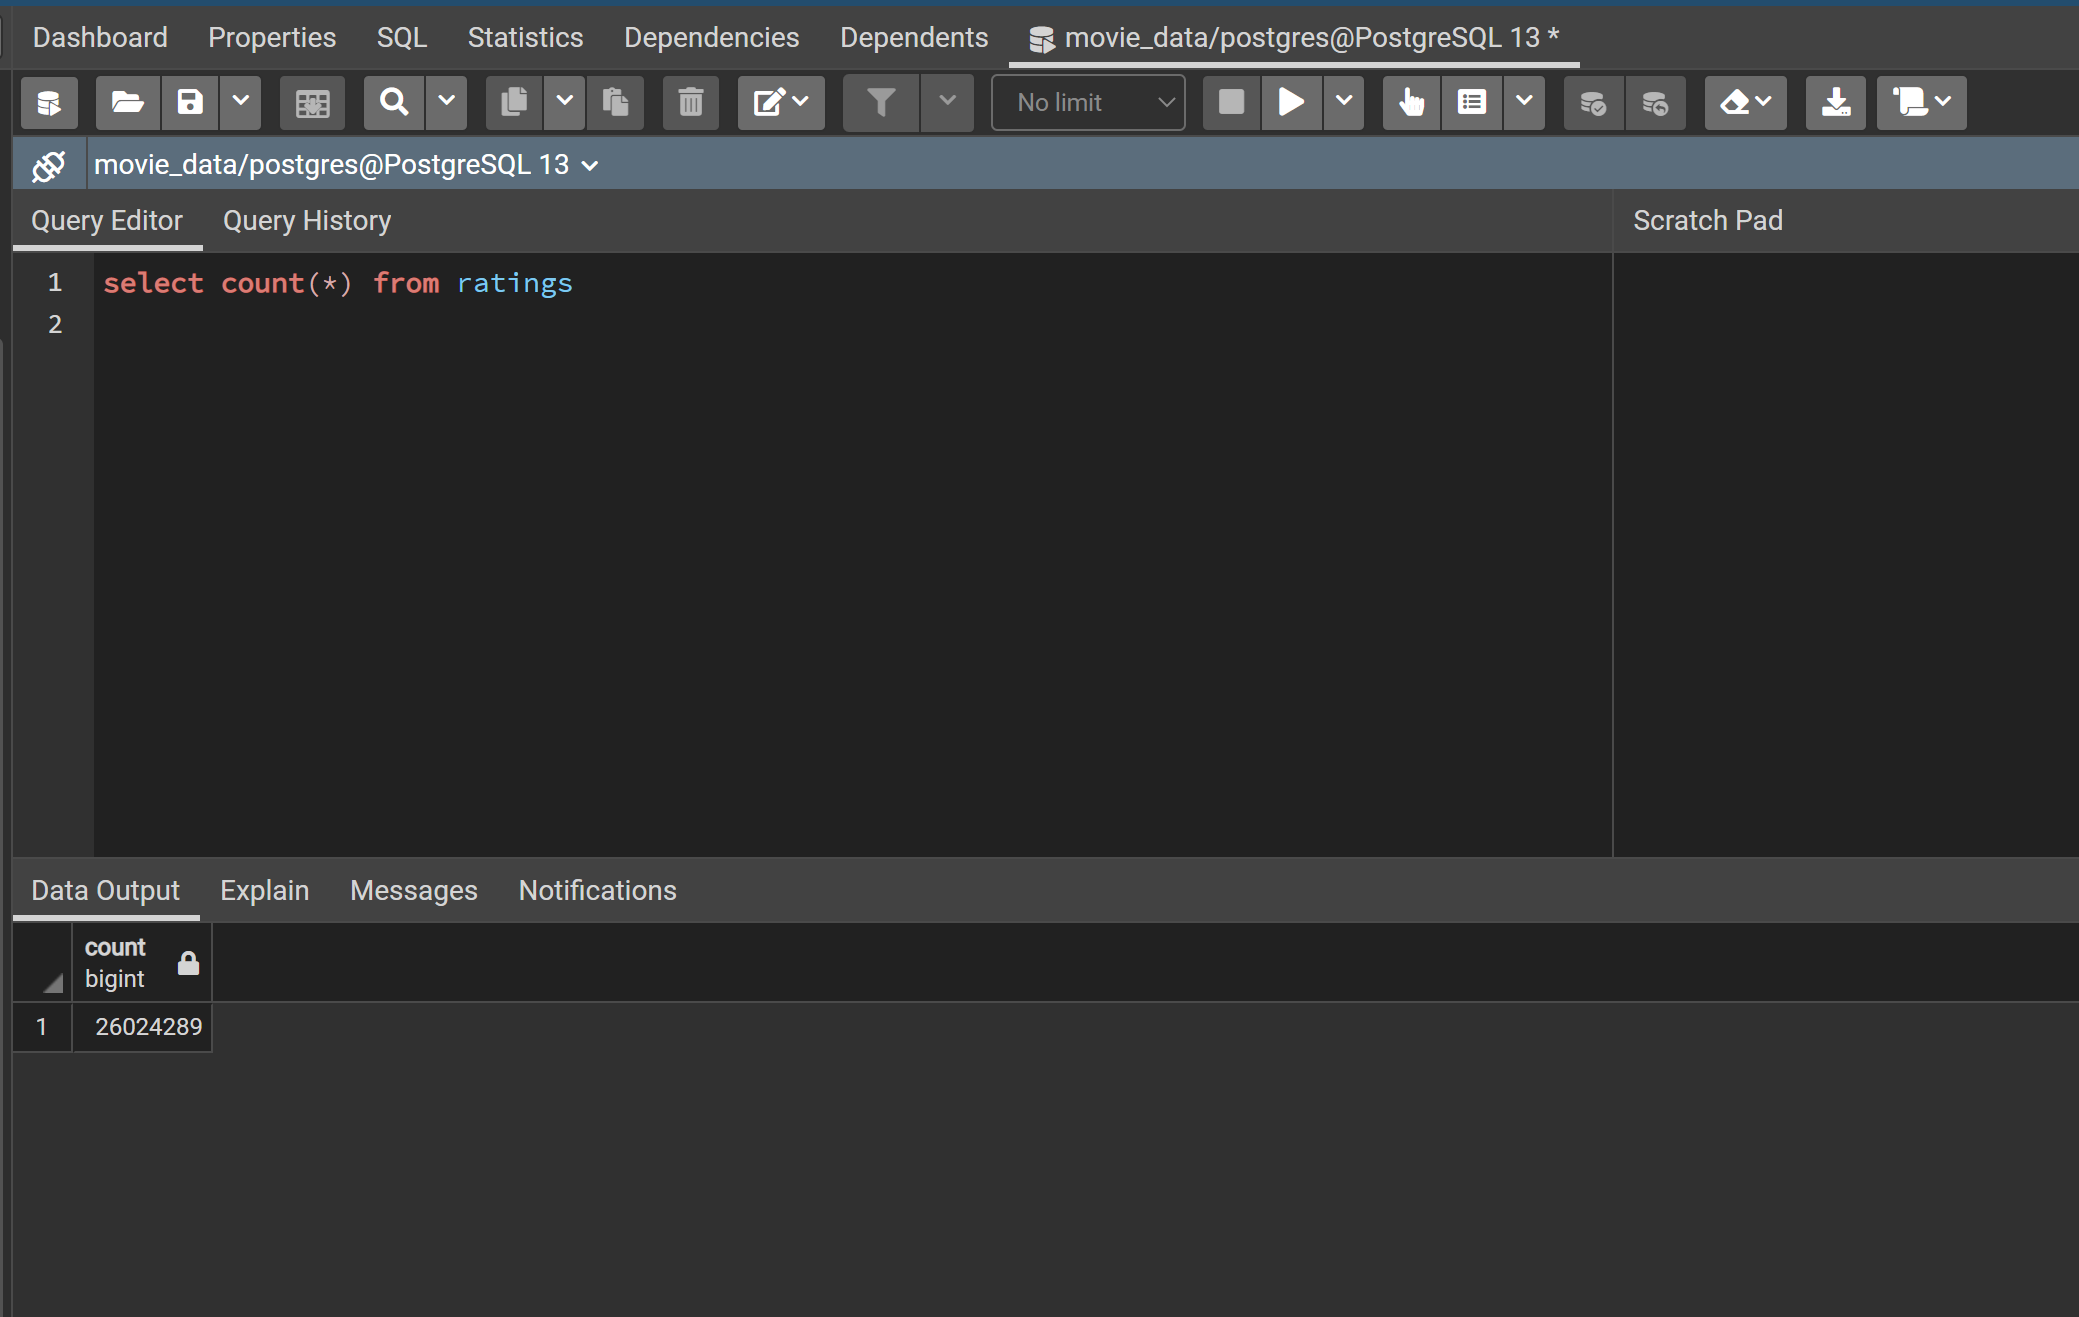 Dashboard Properties SQL Statistics Dependencies Dependents movie_data/postgres@PostgreSQL 13 *
No limit
movie_data/postgres@PostgreSQL 13
Query Editor Query History Scratch Pad
1 select count(*) from ratings
2
Data Output Explain Messages Notifications
count
bigint
1 26024289